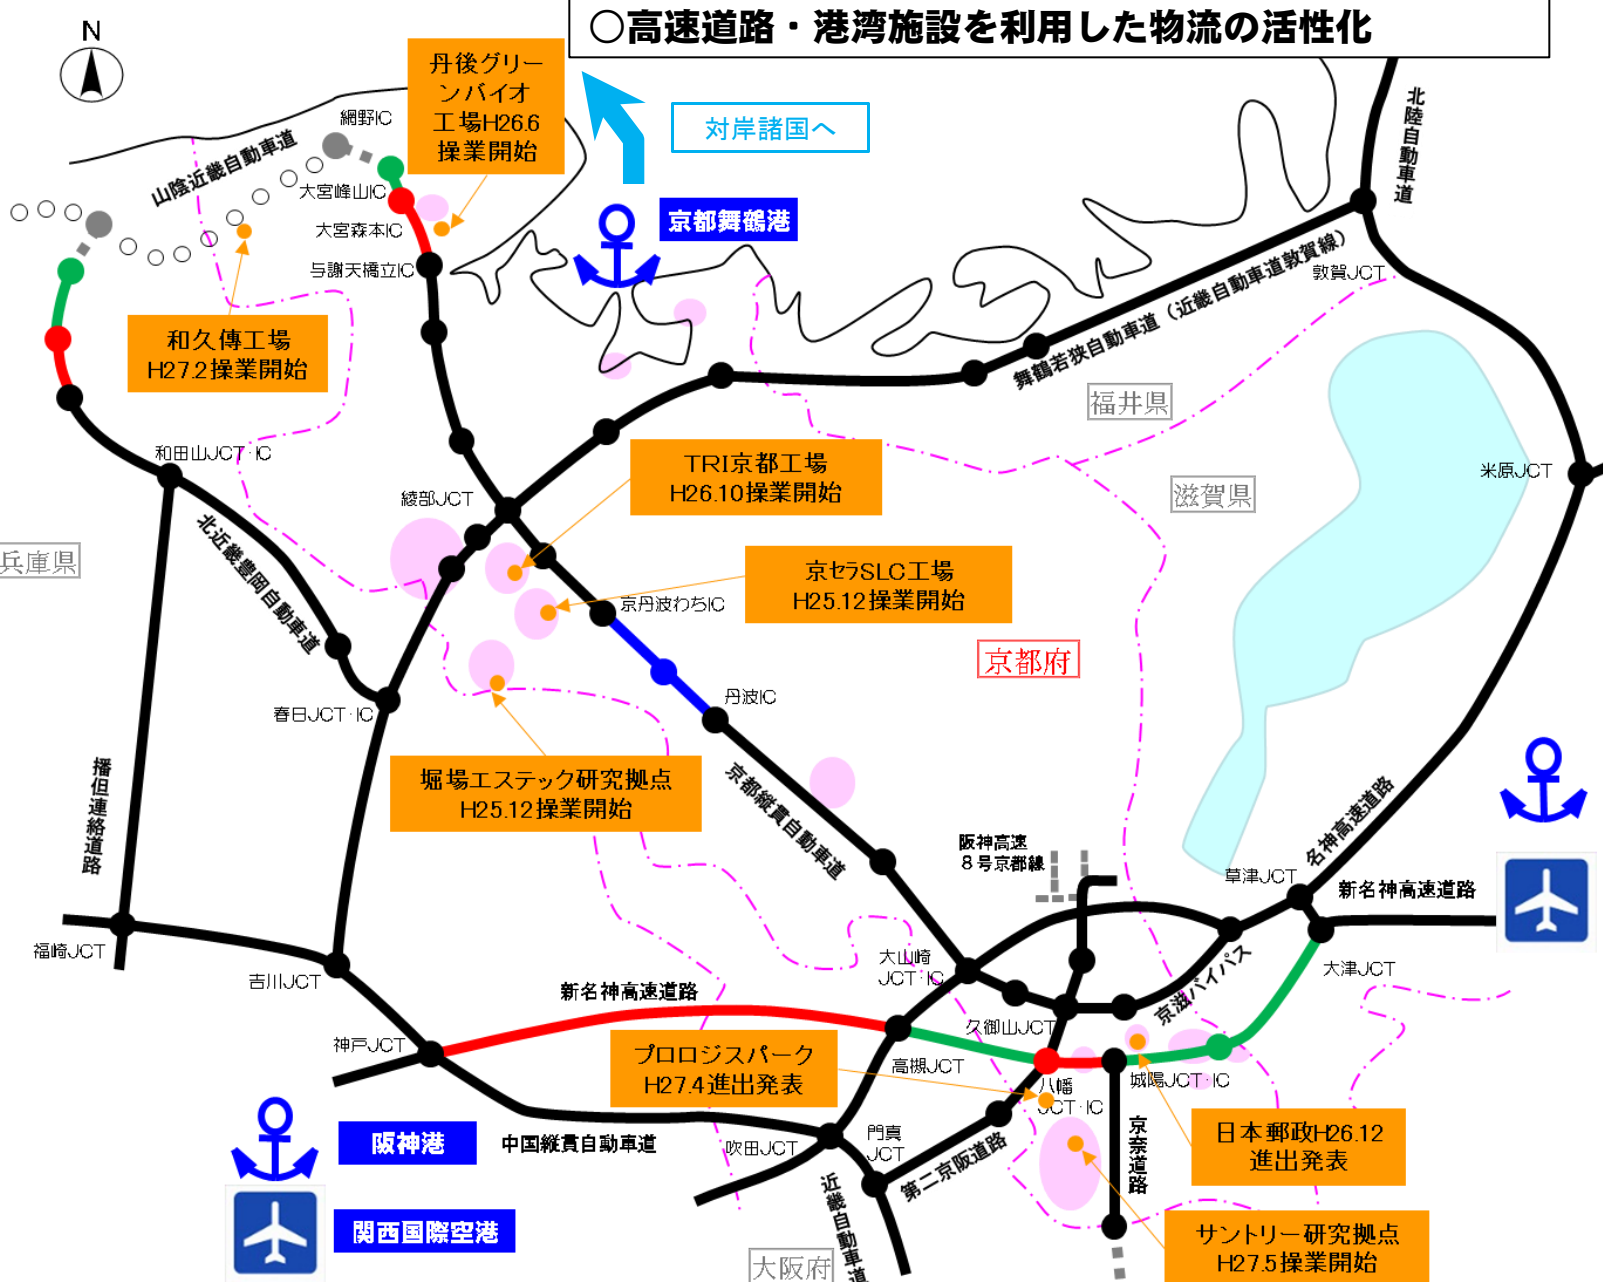 ○高速道路・港湾施設を利用した物流の活性化
N
丹後グリー
ンバイオ
工場H26.6
操業開始
対岸諸国へ
北陸自動車道
網野IC
山陰近畿自動車道
大宮峰山IC
大宮森本IC
与謝天橋立IC
京都舞鶴港
敦賀JCT
舞鶴若狭自動車道（近畿自動車道敦賀線）
和久傳工場
H27.2操業開始
福井県
和田山JCT・IC
TRI京都工場
H26.10操業開始
米原JCT
滋賀県
綾部JCT
兵庫県
北近畿豊岡自動車道
京セラSLC工場
H25.12操業開始
京丹波わちIC
京都府
丹波IC
春日JCT・IC
堀場エステック研究拠点
H25.12操業開始
播但連絡道路
京都縦貫自動車道
阪神高速
8号京都線
名神高速道路
草津JCT
新名神高速道路
福崎JCT
吉川JCT
大山崎
JCT・IC
大津JCT
京滋バイパス
新名神高速道路
久御山JCT
神戸JCT
プロロジスパーク
H27.4進出発表
高槻JCT
八幡
JCT・IC
城陽JCT・IC
阪神港
中国縦貫自動車道
吹田JCT
門真
JCT
第二京阪道路
京奈道路
日本郵政H26.12
進出発表
近畿自動車道
関西国際空港
大阪府
サントリー研究拠点
H27.5操業開始